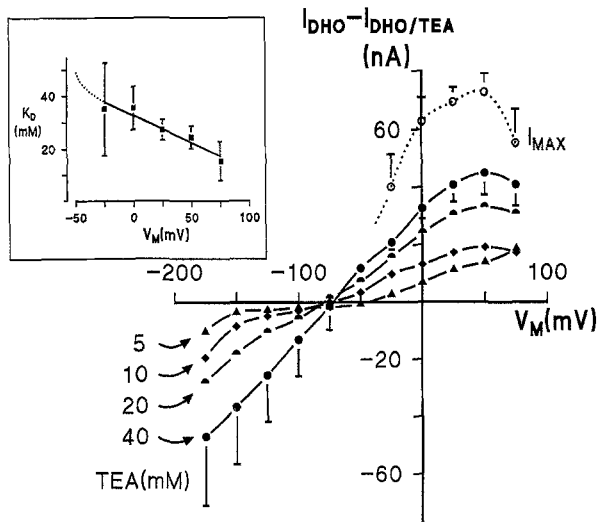 I_DHO–I_DHO/TEA
(nA)
K_D
(mM)
40
20
-50
0
50
100
V_M(mV)
60
I_MAX
-200
-100
100
V_M(mV)
5
10
20
40
TEA(mM)
-20
-60